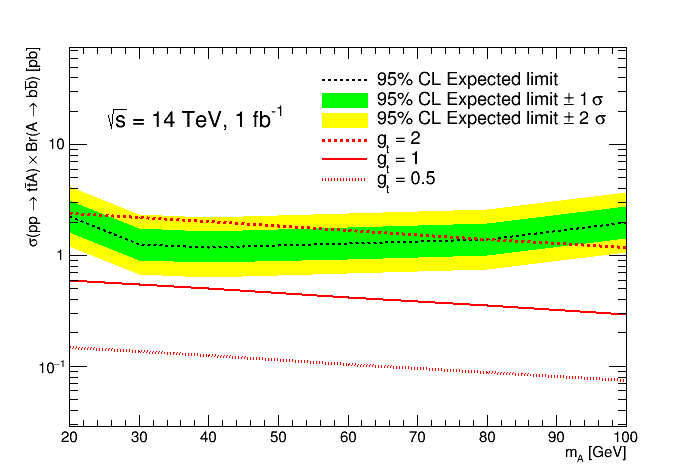 σ(pp → tt̄A) × Br(A → bb̄) [pb]
√s = 14 TeV, 1 fb⁻¹
95% CL Expected limit
95% CL Expected limit ± 1 σ
95% CL Expected limit ± 2 σ
g_t = 2
g_t = 1
g_t = 0.5
10
1
10⁻¹
20 30 40 50 60 70 80 90 100
m_A [GeV]